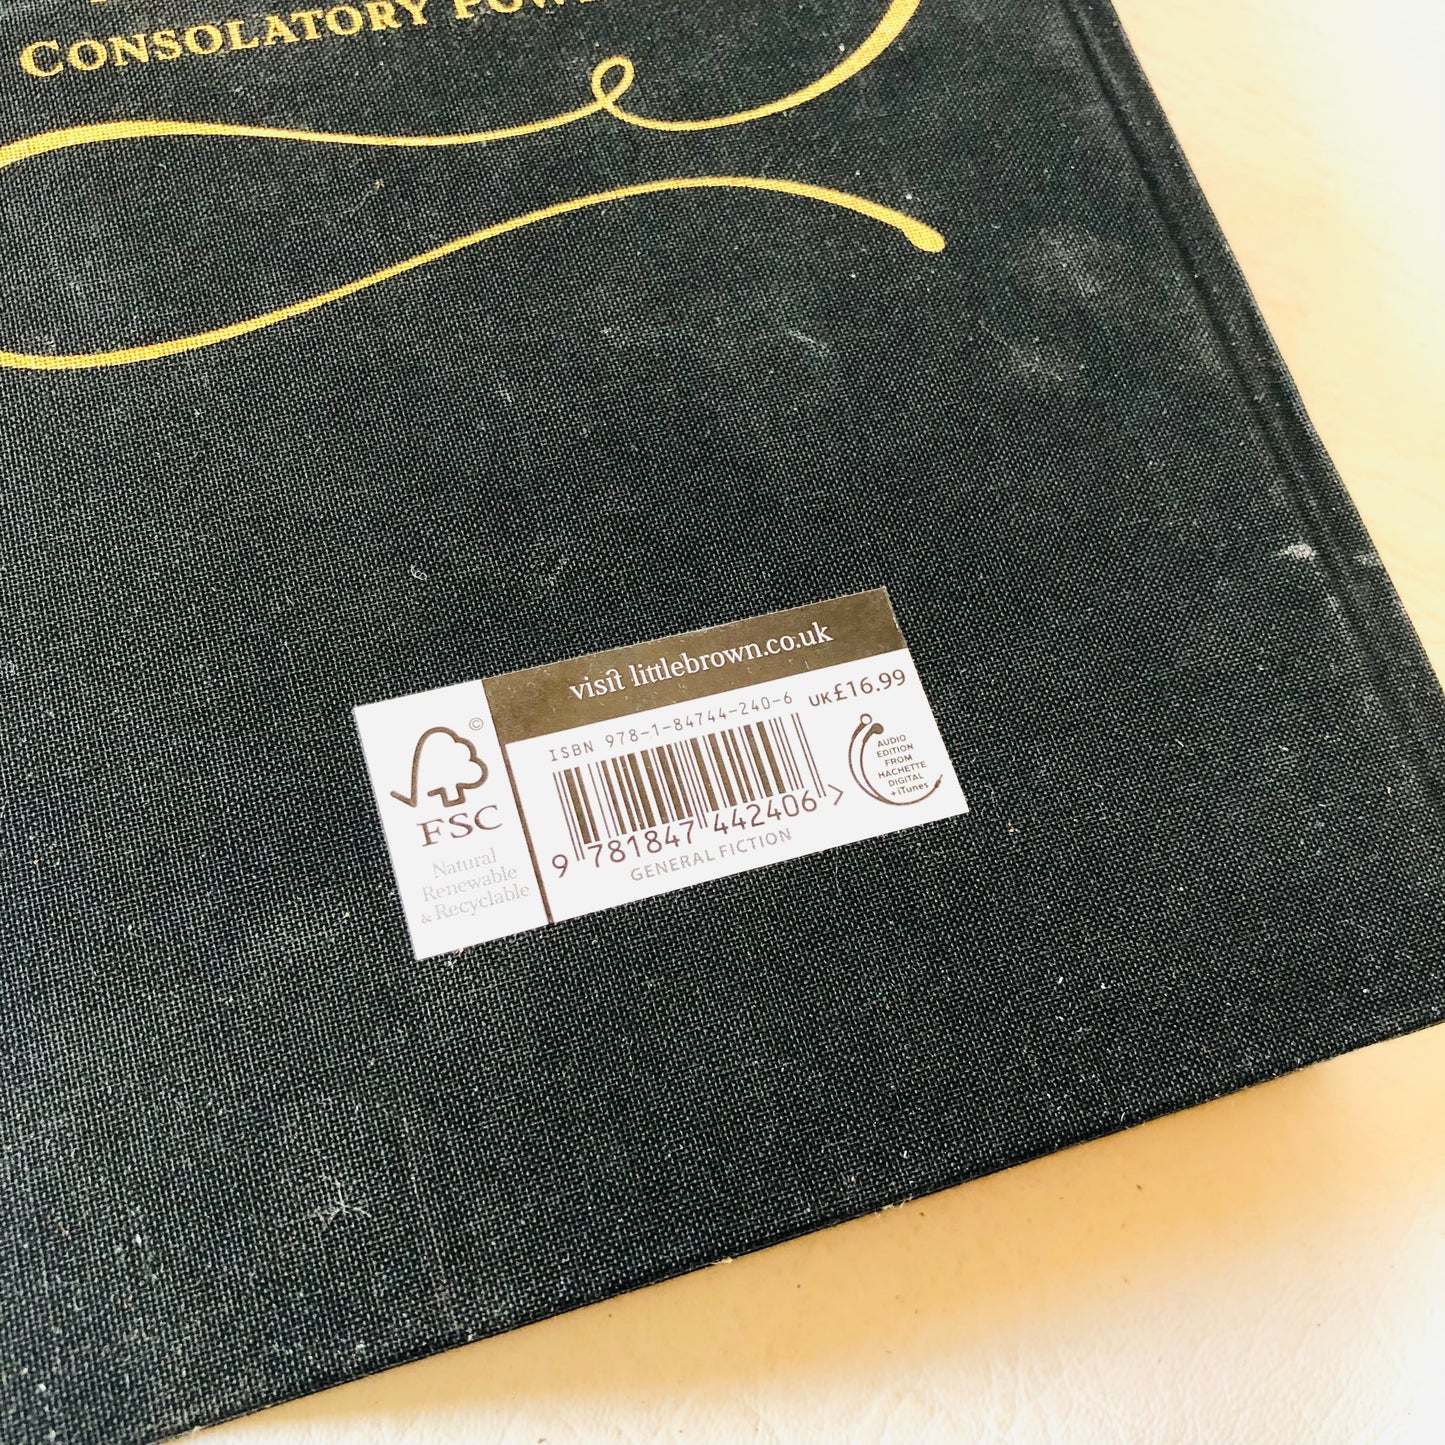 CONSOLATORY
visit littlebrown.co.uk
ISBN 978-1-84744-240-6
UK£16.99
9 781847 442406 >
GENERAL FICTION
AUDIO
EDITION
FROM
HACHETTE
DIGITAL
+ iTunes
©
FSC
Natural
Renewable
& Recyclable